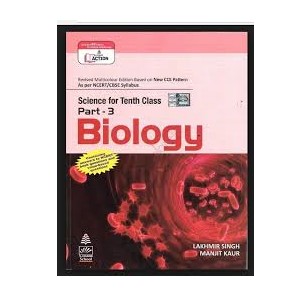 ACTION
Revised Multicolour Edition Based on New CCE Pattern
As per NCERT/CBSE Syllabus
Science for Tenth Class
Part - 3
Biology
LAKHMIR SINGH
MANJIT KAUR